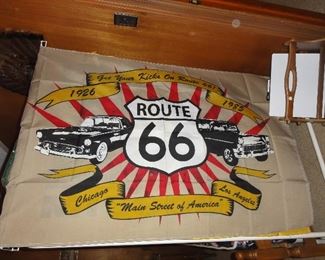 Get Your Kicks On Route 66!
1926
1985
ROUTE
66
Chicago
Los Angeles
"Main Street of America"